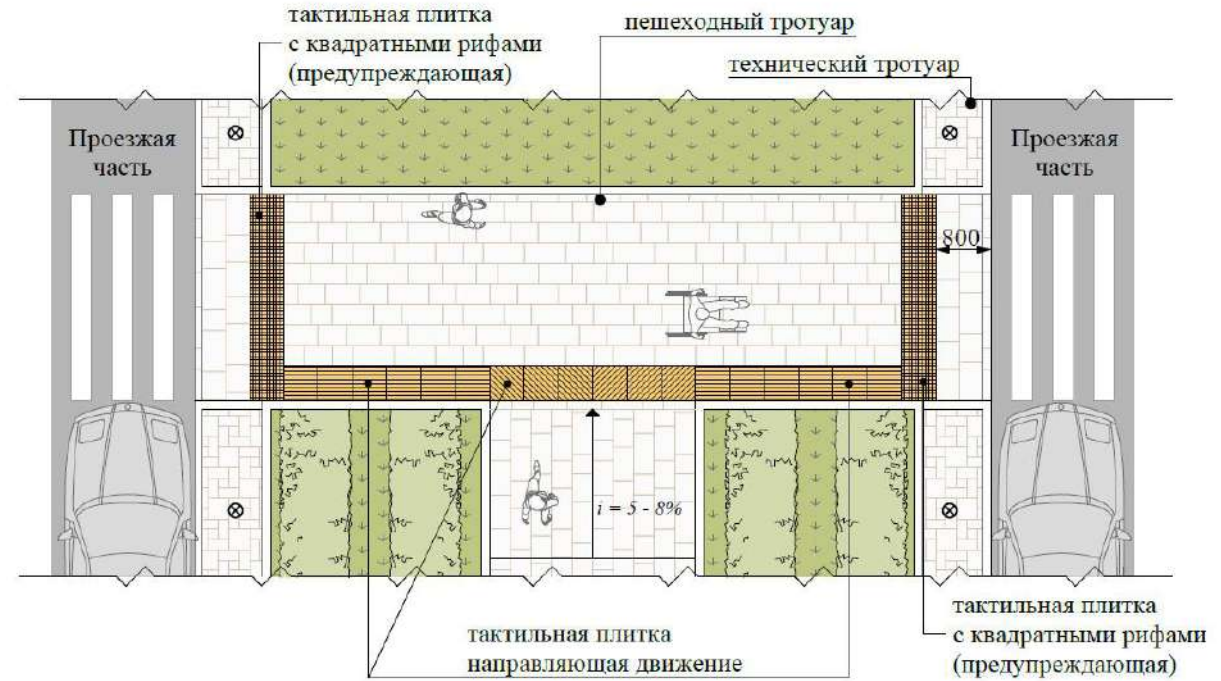 тактильная плитка
с квадратными рифами
(предупреждающая)
пешеходный тротуар
технический тротуар
Проезжая
часть
Проезжая
часть
800
i = 5 - 8%
тактильная плитка
направляющая движение
тактильная плитка
с квадратными рифами
(предупреждающая)